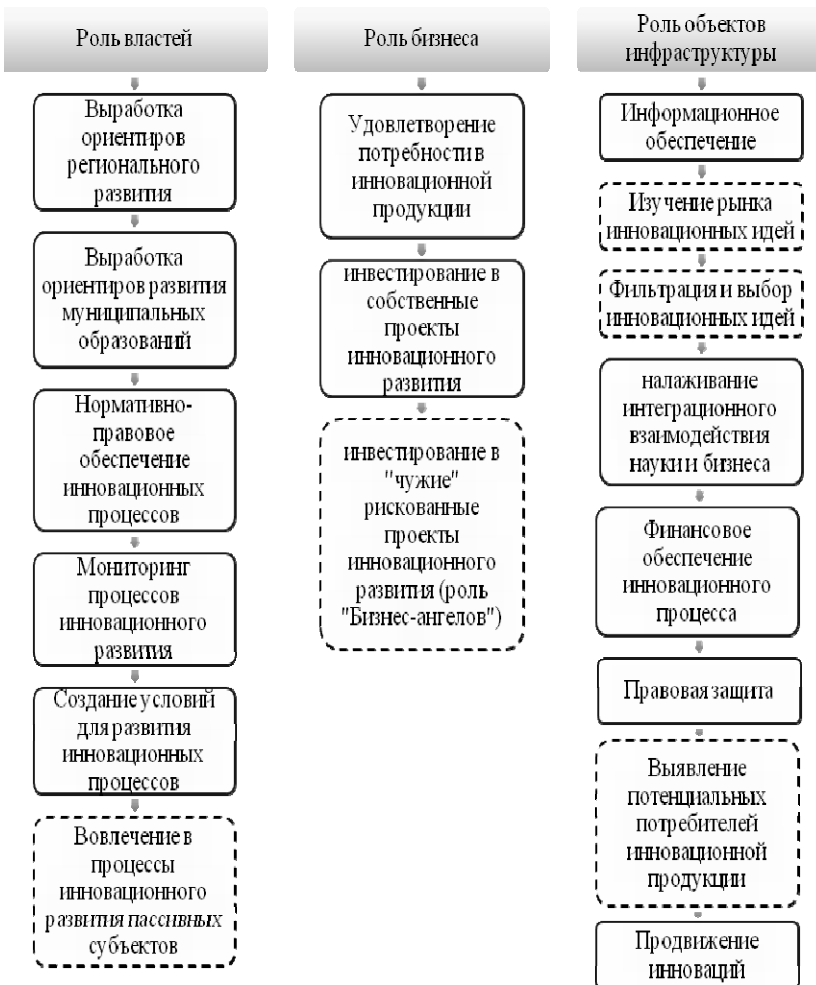 Роль властей
Выработка
ориентиров
регионального
развития
Выработка
ориентиров развития
муниципальных
образований
Нормативно-
правовое
обеспечение
инновационных
процессов
Мониторинг
процессов
инновационного
развития
Создание условий
для развития
инновационных
процессов
Вовлечение в
процессы
инновационного
развития пассивных
субъектов
Роль бизнеса
Удовлетворение
потребности в
инновационной
продукции
инвестирование в
собственные
проекты
инновационного
развития
инвестирование в
"чужие"
рискованные
проекты
инновационного
развития (роль
"Бизнес-ангелов")
Роль объектов
инфраструктуры
Информационное
обеспечение
Изучение рынка
инновационных идей
Фильтрация и выбор
инновационных идей
налаживание
интеграционного
взаимодействия
науки и бизнеса
Финансовое
обеспечение
инновационного
процесса
Правовая защита
Выявление
потенциальных
потребителей
инновационной
продукции
Продвижение
инноваций